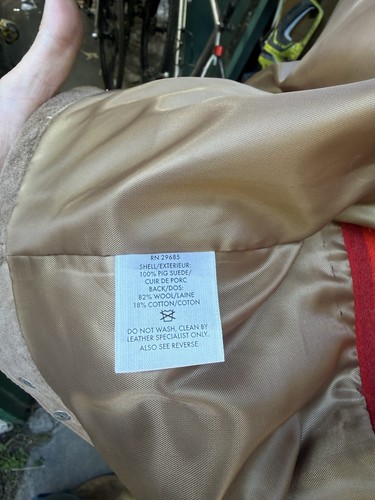 RN 29685
SHELL/EXTERIEUR:
100% PIG SUEDE/
CUIR DE PORC
BACK/DOS:
82% WOOL/LAINE
18% COTTON/COTON
DO NOT WASH, CLEAN BY
LEATHER SPECIALIST ONLY.
ALSO SEE REVERSE